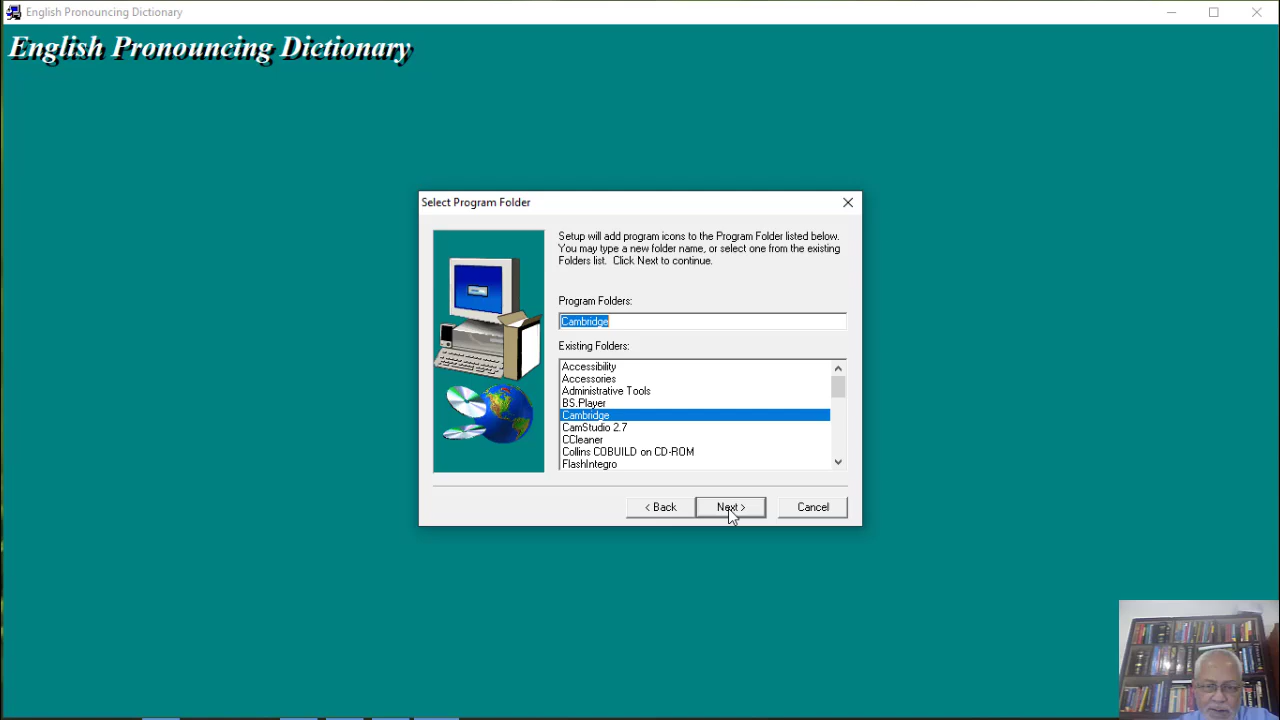 English Pronouncing Dictionary
English Pronouncing Dictionary
Select Program Folder
Setup will add program icons to the Program Folder listed below.
You may type a new folder name, or select one from the existing
Folders list. Click Next to continue.
Program Folders:
Cambridge
Existing Folders:
Accessibility
Accessories
Administrative Tools
BS.Player
Cambridge
CamStudio 2.7
CCleaner
Collins COBUILD on CD-ROM
FlashIntegro
< Back
Next >
Cancel